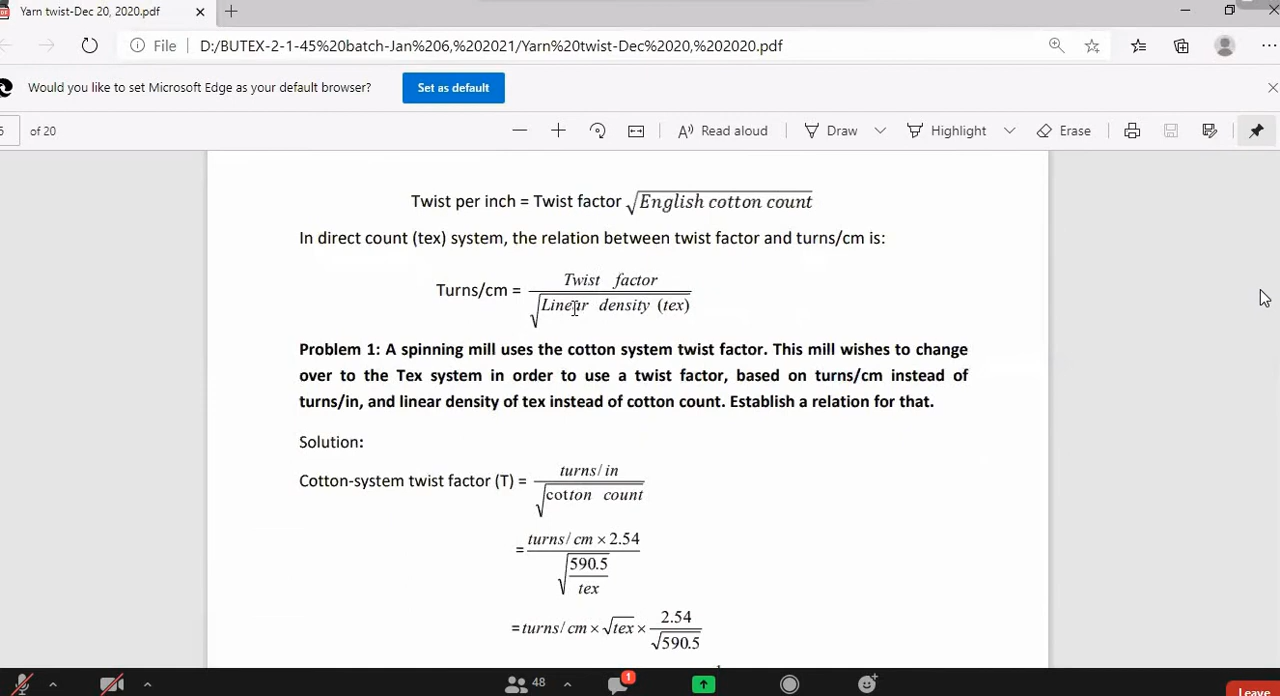 Yarn twist-Dec 20, 2020.pdf
File D:/BUTEX-2-1-45%20batch-Jan%206,%202021/Yarn%20twist-Dec%2020,%202020.pdf
Would you like to set Microsoft Edge as your default browser? Set as default
of 20 Read aloud Draw Highlight Erase
Twist per inch = Twist factor √English cotton count
In direct count (tex) system, the relation between twist factor and turns/cm is:
Turns/cm = Twist factor
√Linear density (tex)
Problem 1: A spinning mill uses the cotton system twist factor. This mill wishes to change
over to the Tex system in order to use a twist factor, based on turns/cm instead of
turns/in, and linear density of tex instead of cotton count. Establish a relation for that.
Solution:
Cotton-system twist factor (T) = turns/in
√cotton count
= turns/cm × 2.54
√590.5
tex
= turns/cm × √tex × 2.54
√590.5
48 1 Leave